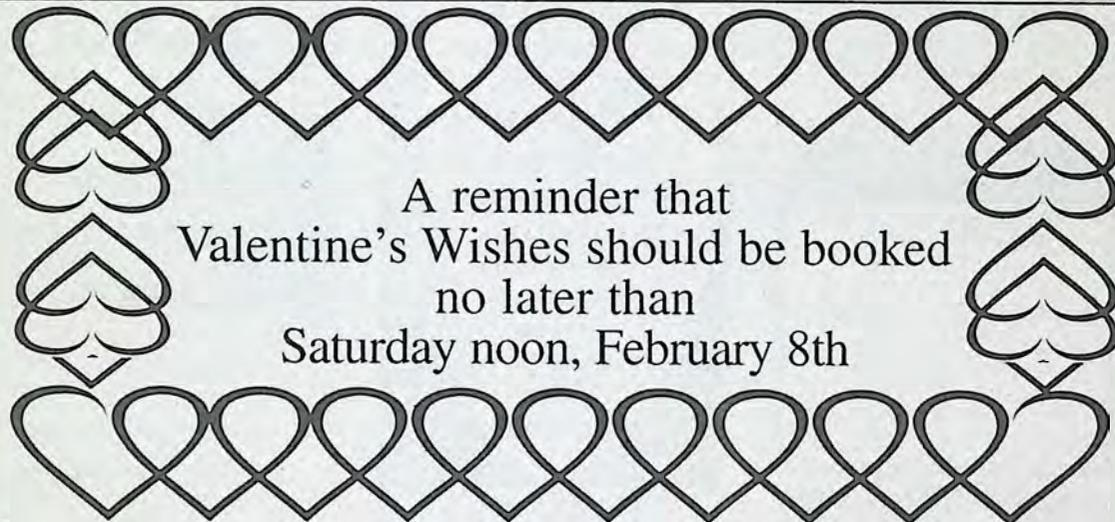 A reminder that
Valentine's Wishes should be booked
no later than
Saturday noon, February 8th